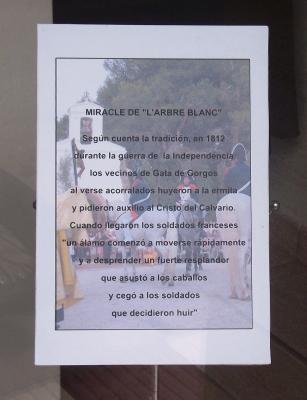 MIRACLE DE "L'ARBRE BLANC"
Según cuenta la tradición, en 1812
durante la guerra de la Independencia,
los vecinos de Gata de Gorgos
al verse acorralados huyeron a la ermita
y pidieron auxilio al Cristo del Calvario.
Cuando llegaron los soldados franceses
"un álamo comenzó a moverse rápidamente
y a desprender un fuerte resplandor
que asustó a los caballos
y cegó a los soldados
que decidieron huir"